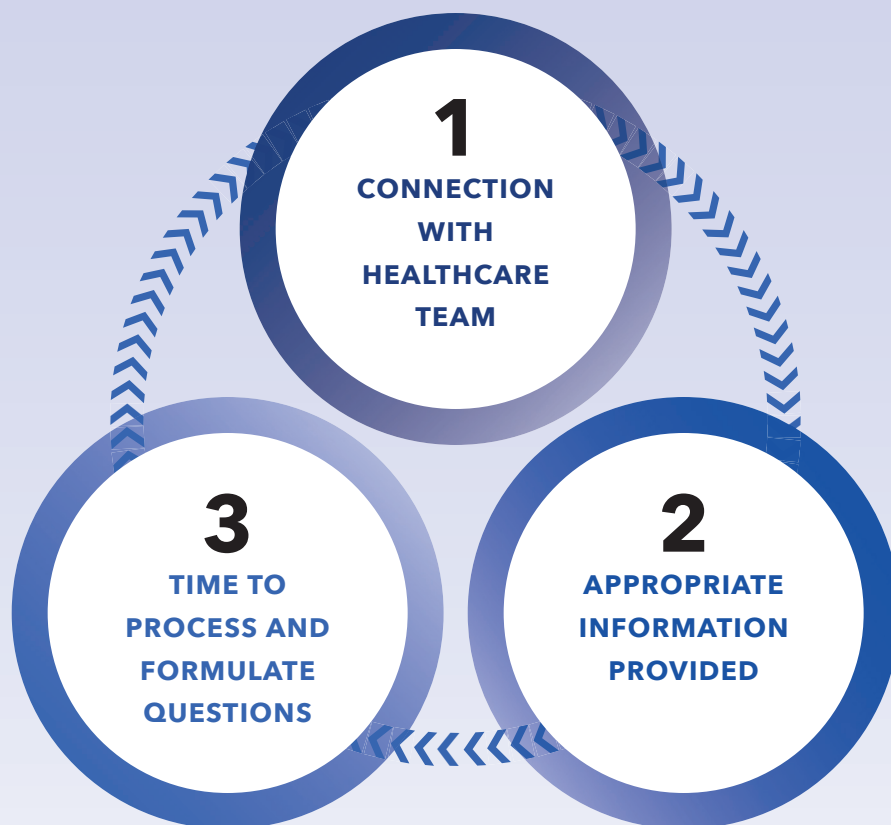 1
CONNECTION
WITH
HEALTHCARE
TEAM
2
APPROPRIATE
INFORMATION
PROVIDED
3
TIME TO
PROCESS AND
FORMULATE
QUESTIONS